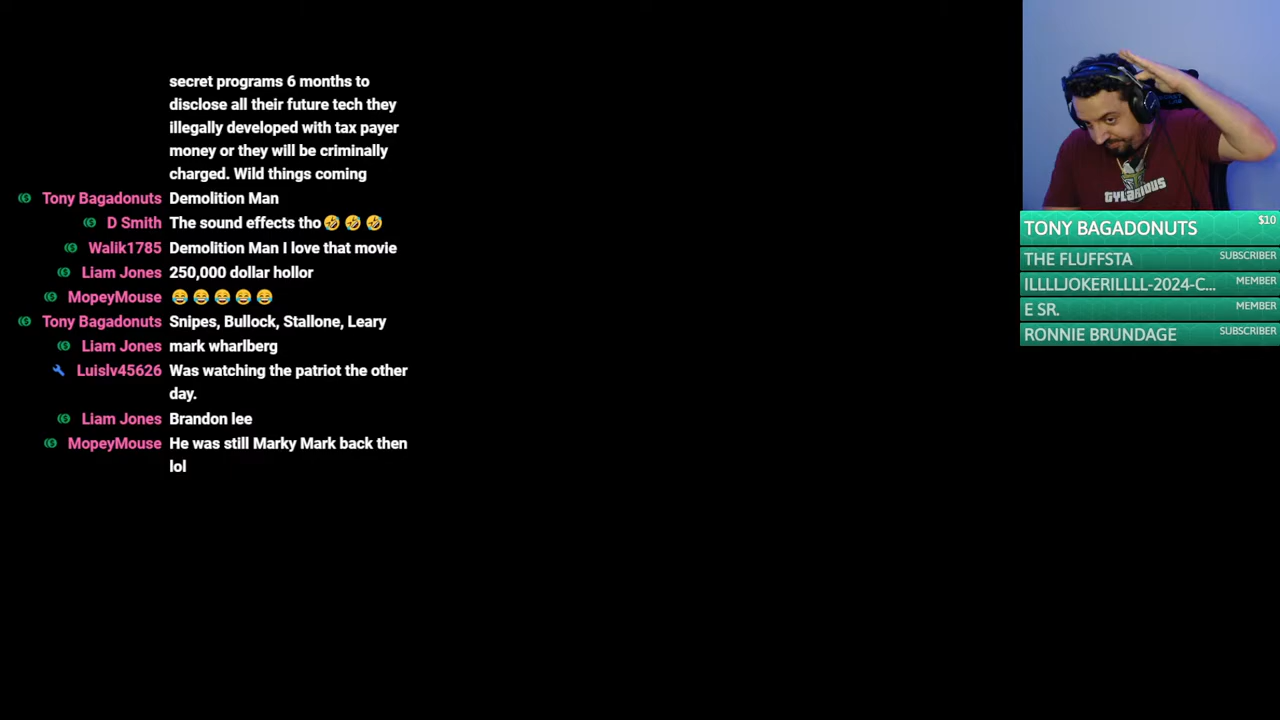 secret programs 6 months to
disclose all their future tech they
illegally developed with tax payer
money or they will be criminally
charged. Wild things coming
Tony Bagadonuts Demolition Man
D Smith The sound effects tho🤣🤣🤣
Walik1785 Demolition Man I love that movie
Liam Jones 250,000 dollar hollor
MopeyMouse 😂😂😂😂😂
Tony Bagadonuts Snipes, Bullock, Stallone, Leary
Liam Jones mark wharlberg
Luislv45626 Was watching the patriot the other
day.
Liam Jones Brandon lee
MopeyMouse He was still Marky Mark back then
lol
TYLARIOUS
TONY BAGADONUTS $10
THE FLUFFSTA SUBSCRIBER
ILLLLJOKERILLLL-2024-C... MEMBER
E SR. MEMBER
RONNIE BRUNDAGE SUBSCRIBER